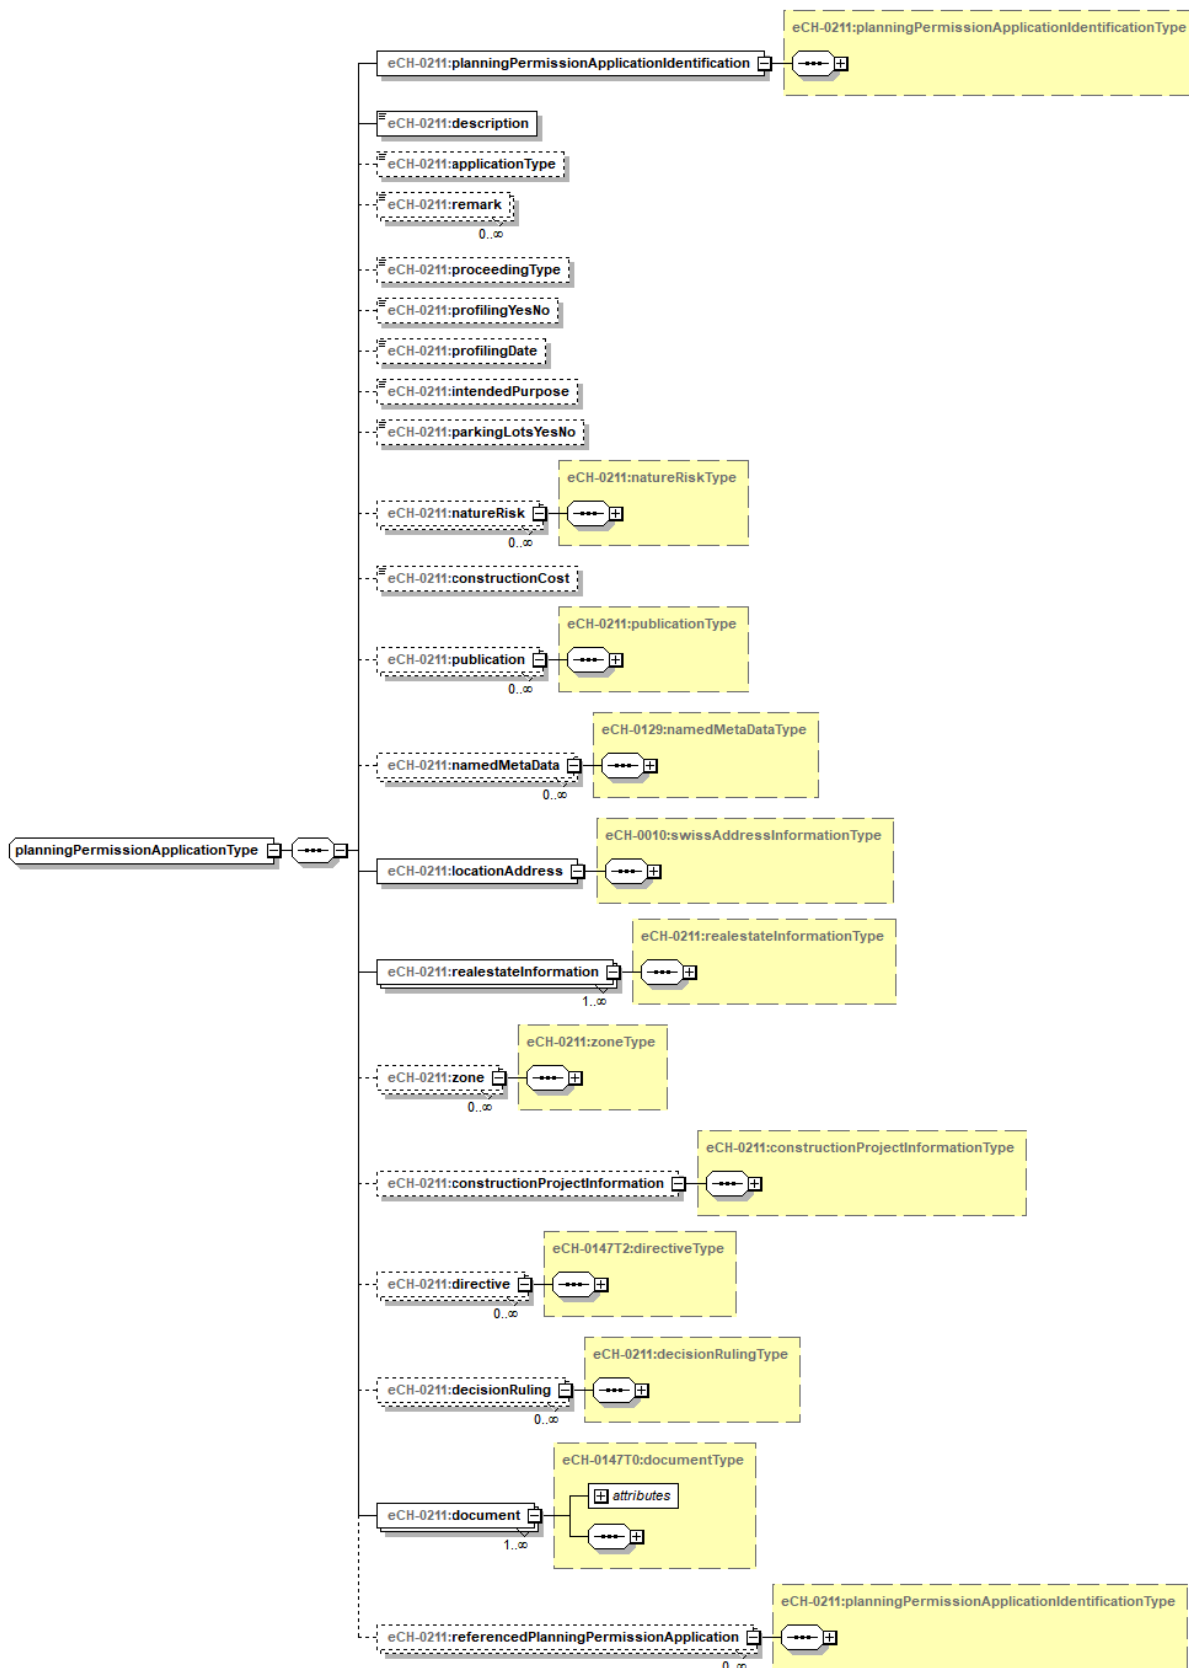 eCH-0211:planningPermissionApplicationIdentificationType
eCH-0211:planningPermissionApplicationIdentification
eCH-0211:description
eCH-0211:applicationType
eCH-0211:remark
0..∞
eCH-0211:proceedingType
eCH-0211:profilingYesNo
eCH-0211:profilingDate
eCH-0211:intendedPurpose
eCH-0211:parkingLotsYesNo
eCH-0211:natureRiskType
eCH-0211:natureRisk
0..∞
eCH-0211:constructionCost
eCH-0211:publicationType
eCH-0211:publication
0..∞
eCH-0129:namedMetaDataType
eCH-0211:namedMetaData
0..∞
planningPermissionApplicationType
eCH-0010:swissAddressInformationType
eCH-0211:locationAddress
eCH-0211:realestateInformationType
eCH-0211:realestateInformation
1..∞
eCH-0211:zoneType
eCH-0211:zone
0..∞
eCH-0211:constructionProjectInformationType
eCH-0211:constructionProjectInformation
eCH-0147T2:directiveType
eCH-0211:directive
0..∞
eCH-0211:decisionRulingType
eCH-0211:decisionRuling
0..∞
eCH-0147T0:documentType
attributes
eCH-0211:document
1..∞
eCH-0211:planningPermissionApplicationIdentificationType
eCH-0211:referencedPlanningPermissionApplication
0..∞